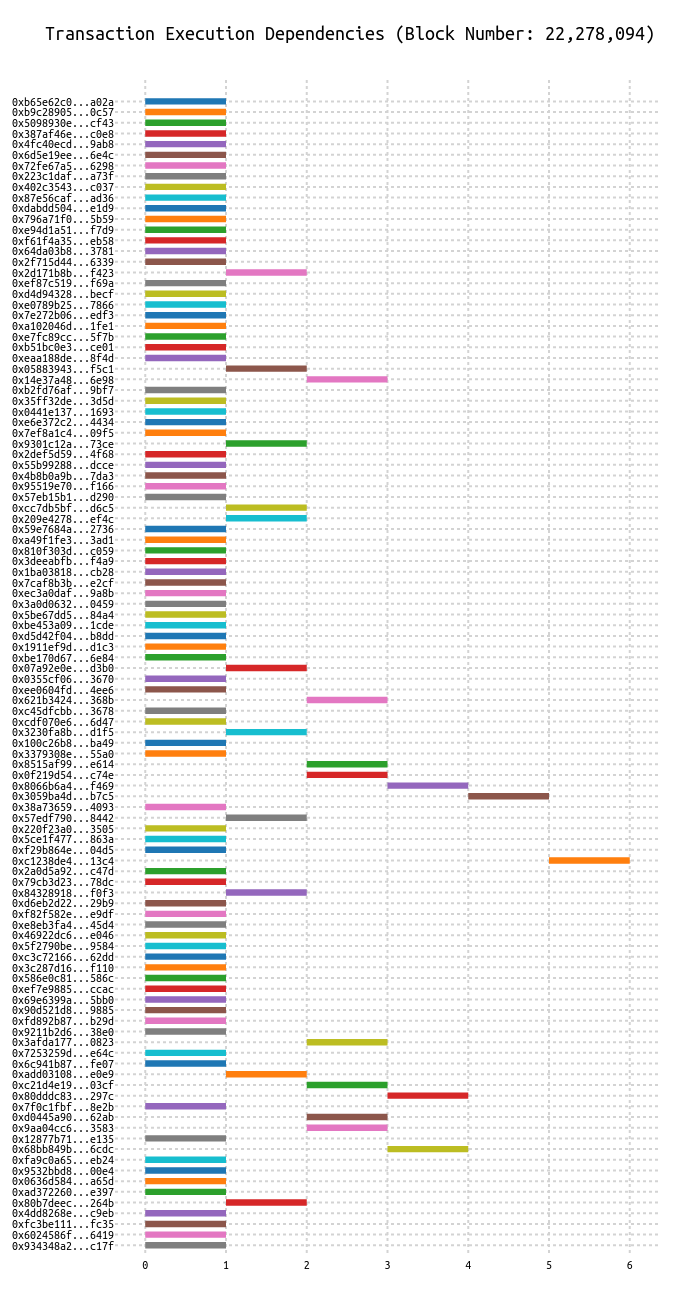 Transaction Execution Dependencies (Block Number: 22,278,094)
0xb65e62c0...a02a
0xb9c28905...0c57
0x5098930e...cf43
0x387af46e...c0e8
0x4fc40ecd...9ab8
0x6d5e19ee...6e4c
0x72fe67a5...6298
0x223c1daf...a73f
0x402c3543...c037
0x87e56caf...ad36
0xdabdd504...e1d9
0x796a71f0...5b59
0xe94d1a51...f7d9
0xf61f4a35...eb58
0x64da03b8...3781
0x2f715d44...6339
0x2d171b8b...f423
0xef87c519...f69a
0xd4d94328...becf
0xe0789b25...7866
0x7e272b06...edf3
0xa102046d...1fe1
0xe7fc89cc...5f7b
0xb51bc0e3...ce01
0xeaa188de...8f4d
0x05883943...f5c1
0x14e37a48...6e98
0xb2fd76af...9bf7
0x35ff32de...3d5d
0x0441e137...1693
0xe6e372c2...4434
0x7ef8a1c4...09f5
0x9301c12a...73ce
0x2def5d59...4f68
0x55b99288...dcce
0x4b8b0a9b...7da3
0x95519e70...f166
0x57eb15b1...d290
0xcc7db5bf...d6c5
0x209e4278...ef4c
0x59e7684a...2736
0xa49f1fe3...3ad1
0x810f303d...c059
0x3deeabfb...f4a9
0x1ba03818...cb28
0x7caf8b3b...e2cf
0xec3a0daf...9a8b
0x3a0d0632...0459
0x5be67dd5...84a4
0xbe453a09...1cde
0xd5d42f04...b8dd
0x1911ef9d...d1c3
0xbe170d67...6e84
0x07a92e0e...d3b0
0x0355cf06...3670
0xee0604fd...4ee6
0x621b3424...368b
0xc45dfcbb...3678
0xcdf070e6...6d47
0x3230fa8b...d1f5
0x100c26b8...ba49
0x3379308e...55a0
0x8515af99...e614
0x0f219d54...c74e
0x8066b6a4...f469
0x3059ba4d...b7c5
0x38a73659...4093
0x57edf790...8442
0x220f23a0...3505
0x5ce1f477...863a
0xf29b864e...04d5
0xc1238de4...13c4
0x2a0d5a92...c47d
0x79cb3d23...78dc
0x84328918...f0f3
0xd6eb2d22...29b9
0xf82f582e...e9df
0xe8eb3fa4...45d4
0x46922dc6...e046
0x5f2790be...9584
0xc3c72166...62dd
0x3c287d16...f110
0x586e0c81...586c
0xef7e9885...ccac
0x69e6399a...5bb0
0x90d521d8...9885
0xfd892b87...b29d
0x9211b2d6...38e0
0x3afda177...0823
0x7253259d...e64c
0x6c941b87...fe07
0xadd03108...e0e9
0xc21d4e19...03cf
0x80dddc83...297c
0x7f0c1fbf...8e2b
0xd0445a90...62ab
0x9aa04cc6...3583
0x12877b71...e135
0x68bb849b...6cdc
0xfa9c0a65...eb24
0x9532bbd8...00e4
0x0636d584...a65d
0xad372260...e397
0x80b7deec...264b
0x4dd8268e...c9eb
0xfc3be111...fc35
0x6024586f...6419
0x934348a2...c17f
0 1 2 3 4 5 6